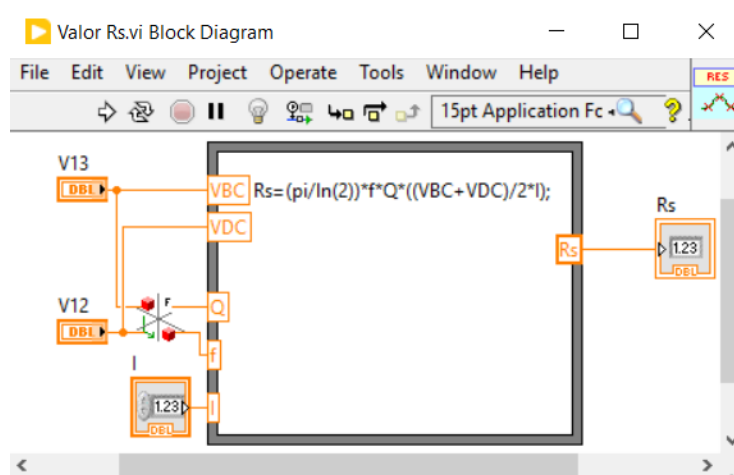 Valor Rs.vi Block Diagram
File Edit View Project Operate Tools Window Help
RES
15pt Application Fc
?
V13
DBL
VBC
Rs=(pi/ln(2))*f*Q*((VBC+VDC)/2*I);
VDC
Rs
1.23
DBL
Rs
V12
DBL
F
Q
f
I
1.23
DBL
I